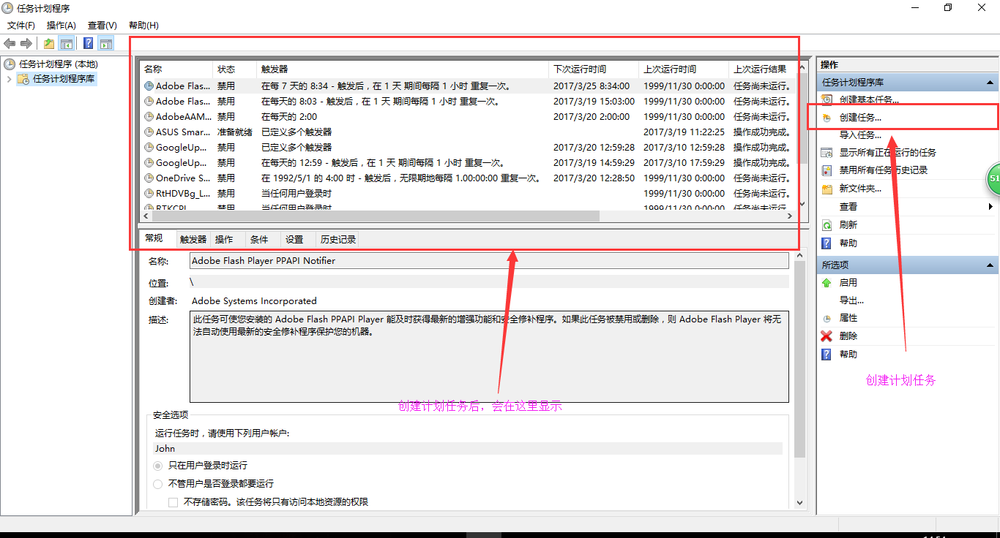 任务计划程序
文件(F) 操作(A) 查看(V) 帮助(H)
任务计划程序 (本地)
任务计划程序库
名称 状态 触发器 下次运行时间 上次运行时间 上次运行结果
Adobe Flas... 禁用 在每 7 天的 8:34 - 触发后，在 1 天 期间每隔 1 小时 重复一次。 2017/3/25 8:34:00 1999/11/30 0:00:00 任务尚未运行。
Adobe Flas... 禁用 在每天的 8:03 - 触发后，在 1 天 期间每隔 1 小时 重复一次。 2017/3/19 15:03:00 1999/11/30 0:00:00 任务尚未运行。
AdobeAAM... 禁用 在每天的 2:00 2017/3/20 2:00:00 1999/11/30 0:00:00 任务尚未运行。
ASUS Smar... 准备就绪 已定义多个触发器 2017/3/19 11:22:25 操作成功完成。
GoogleUp... 禁用 已定义多个触发器 2017/3/20 12:59:28 2017/3/10 12:59:28 操作成功完成。
GoogleUp... 禁用 在每天的 12:59 - 触发后，在 1 天 期间每隔 1 小时 重复一次。 2017/3/19 14:59:29 2017/3/10 17:59:29 操作成功完成。
OneDrive S... 禁用 在 1992/5/1 的 4:00 时 - 触发后，无限期地每隔 1.00:00:00 重复一次。 2017/3/20 12:28:50 1999/11/30 0:00:00 任务尚未运行。
RtHDVBg_L... 禁用 当任何用户登录时 1999/11/30 0:00:00 任务尚未运行。
RTKCPL 禁用 当任何用户登录时 1999/11/30 0:00:00 任务尚未运行。
常规 触发器 操作 条件 设置 历史记录
名称: Adobe Flash Player PPAPI Notifier
位置: \
创建者: Adobe Systems Incorporated
描述: 此任务可使您安装的 Adobe Flash PPAPI Player 能及时获得最新的增强功能和安全修补程序。如果此任务被禁用或删除，则 Adobe Flash Player 将无
法自动使用最新的安全修补程序保护您的机器。
创建计划任务后，会在这里显示
安全选项
运行任务时，请使用下列用户帐户:
John
只在用户登录时运行
不管用户是否登录都要运行
不存储密码。该任务将只有访问本地资源的权限
操作
任务计划程序库
创建基本任务...
创建任务...
导入任务...
显示所有正在运行的任务
禁用所有任务历史记录
新文件夹...
查看
刷新
帮助
所选项
启用
导出...
属性
删除
帮助
创建计划任务
51